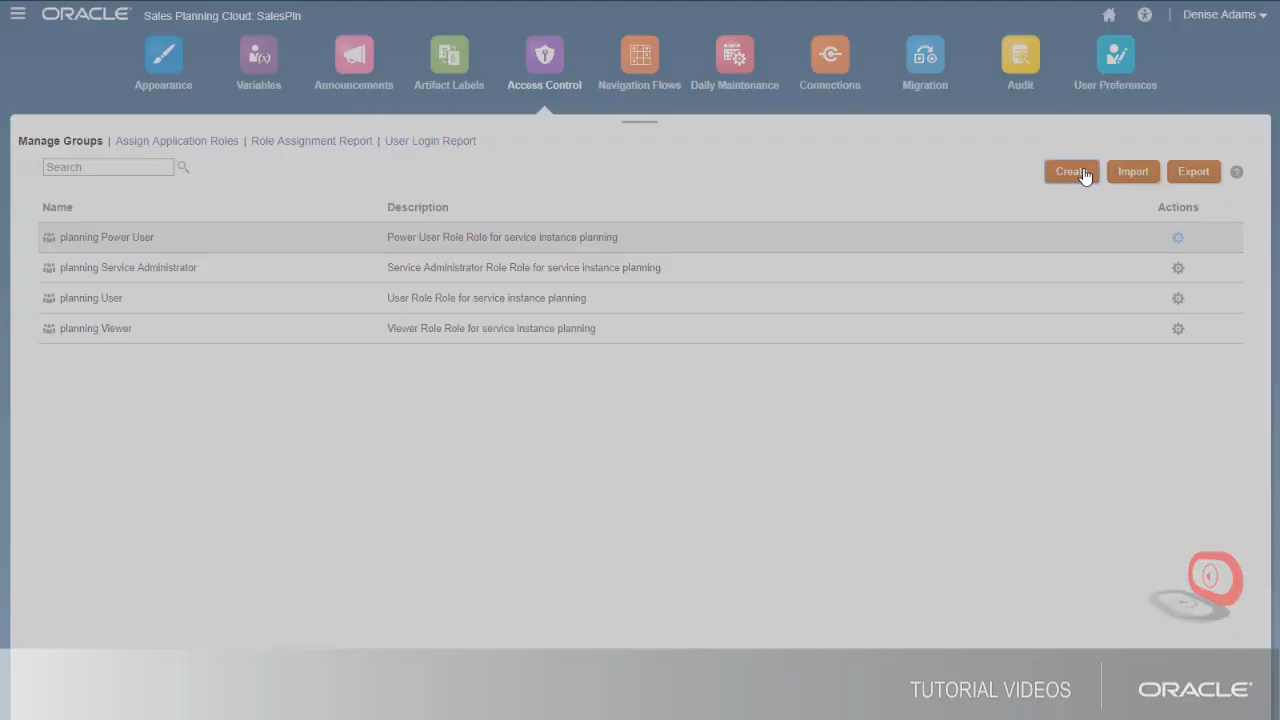 ORACLE Sales Planning Cloud: SalesPln Denise Adams
Appearance Variables Announcements Artifact Labels Access Control Navigation Flows Daily Maintenance Connections Migration Audit User Preferences
Manage Groups | Assign Application Roles | Role Assignment Report | User Login Report
Search Create Import Export ?
Name Description Actions
planning Power User Power User Role Role for service instance planning
planning Service Administrator Service Administrator Role Role for service instance planning
planning User User Role Role for service instance planning
planning Viewer Viewer Role Role for service instance planning
TUTORIAL VIDEOS ORACLE